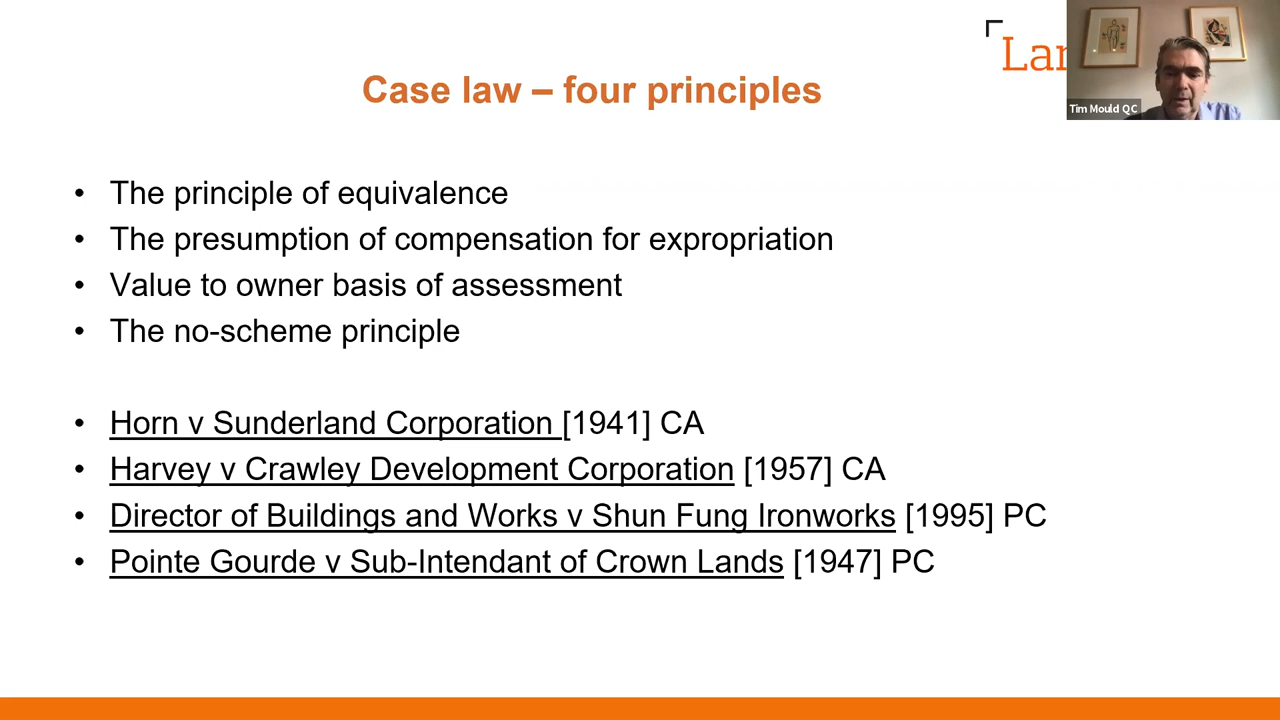 Lan
Tim Mould QC
Case law – four principles
• The principle of equivalence
• The presumption of compensation for expropriation
• Value to owner basis of assessment
• The no-scheme principle
• Horn v Sunderland Corporation [1941] CA
• Harvey v Crawley Development Corporation [1957] CA
• Director of Buildings and Works v Shun Fung Ironworks [1995] PC
• Pointe Gourde v Sub-Intendant of Crown Lands [1947] PC